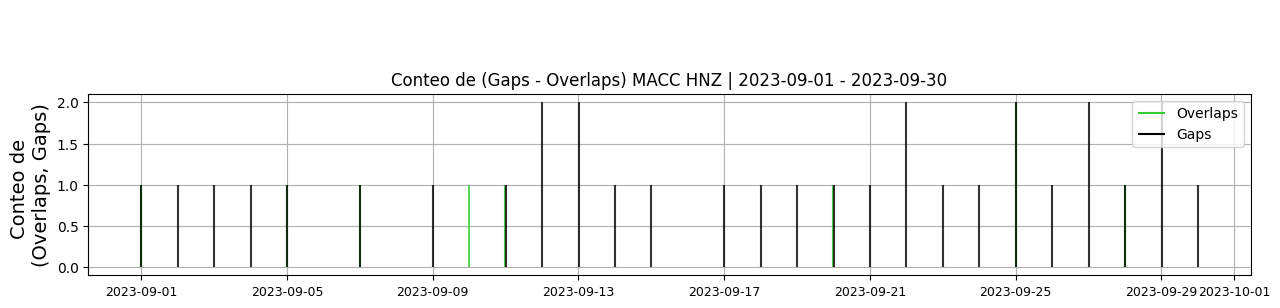 Conteo de (Gaps - Overlaps) MACC HNZ | 2023-09-01 - 2023-09-30
Conteo de
(Overlaps, Gaps)
2.0
1.5
1.0
0.5
0.0
Overlaps
Gaps
2023-09-01
2023-09-05
2023-09-09
2023-09-13
2023-09-17
2023-09-21
2023-09-25
2023-09-29
2023-10-01